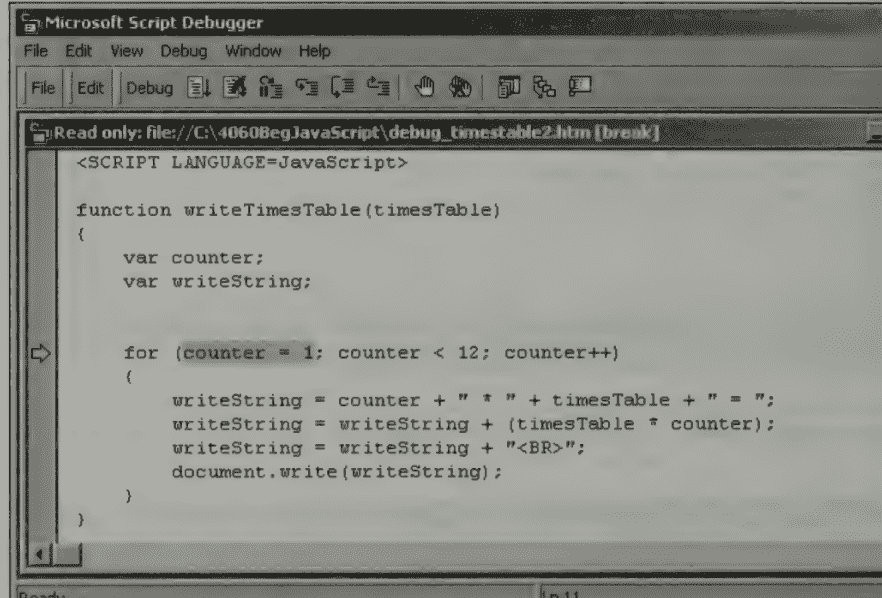 Microsoft Script Debugger
File Edit View Debug Window Help
File Edit Debug
Read only: file://C:\4060BegJavaScript\debug_timestable2.htm [break]
<SCRIPT LANGUAGE=JavaScript>
function writeTimesTable(timesTable)
{
var counter;
var writeString;
for (counter = 1; counter < 12; counter++)
{
writeString = counter + " * " + timesTable + " = ";
writeString = writeString + (timesTable * counter);
writeString = writeString + "<BR>";
document.write(writeString);
}
}
Ready
Ln 11